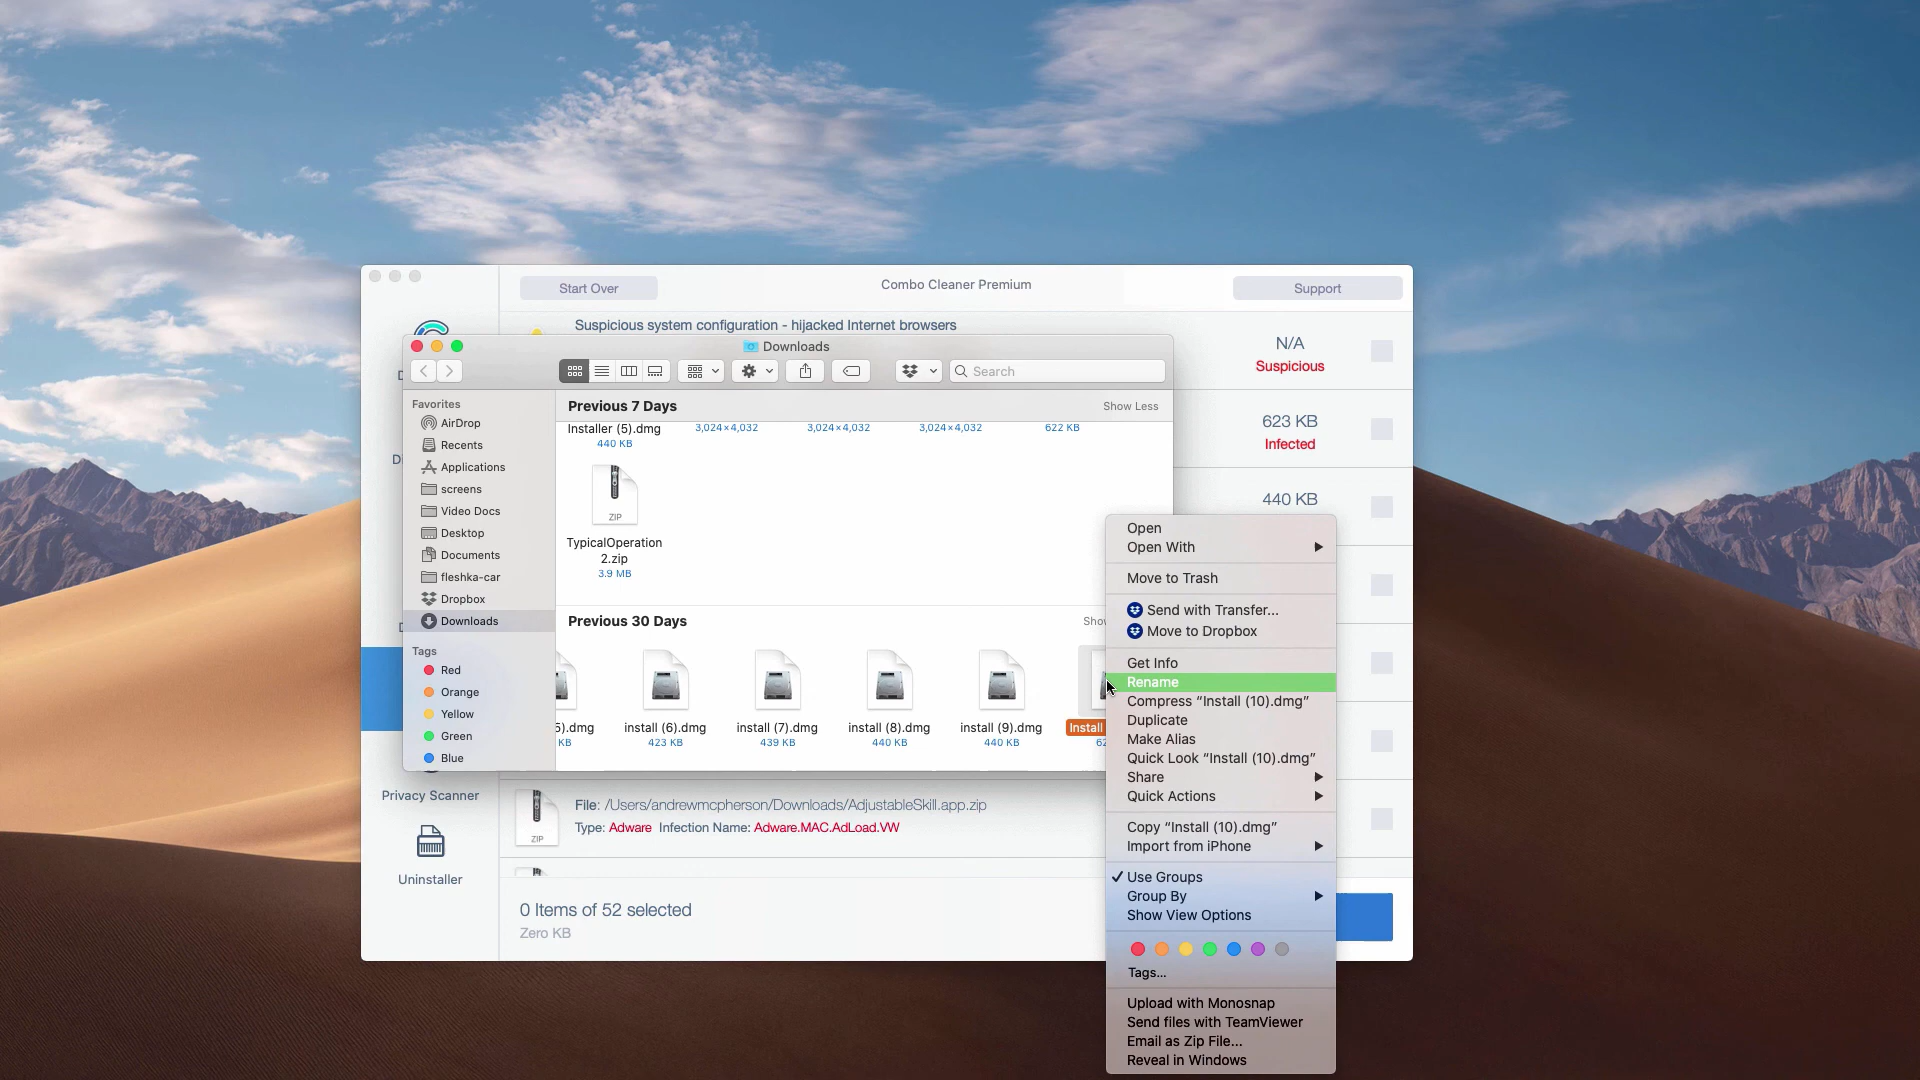 Start Over
Combo Cleaner Premium
Support
Suspicious system configuration - hijacked Internet browsers
N/A
Suspicious
623 KB
Infected
440 KB
Downloads
Search
Favorites
AirDrop
Recents
Applications
screens
Video Docs
Desktop
Documents
fleshka-car
Dropbox
Downloads
Tags
Red
Orange
Yellow
Green
Blue
Previous 7 Days
Show Less
Installer (5).dmg
440 KB
3,024×4,032
3,024×4,032
3,024×4,032
622 KB
ZIP
TypicalOperation
2.zip
3.9 MB
Previous 30 Days
Show
5).dmg
KB
install (6).dmg
423 KB
install (7).dmg
439 KB
install (8).dmg
440 KB
install (9).dmg
440 KB
Install
62
Open
Open With
Move to Trash
Send with Transfer...
Move to Dropbox
Get Info
Rename
Compress “Install (10).dmg”
Duplicate
Make Alias
Quick Look “Install (10).dmg”
Share
Quick Actions
Copy “Install (10).dmg”
Import from iPhone
Use Groups
Group By
Show View Options
Tags...
Upload with Monosnap
Send files with TeamViewer
Email as Zip File...
Reveal in Windows
Privacy Scanner
Uninstaller
ZIP
File: /Users/andrewmcpherson/Downloads/AdjustableSkill.app.zip
Type: Adware Infection Name: Adware.MAC.AdLoad.VW
0 Items of 52 selected
Zero KB